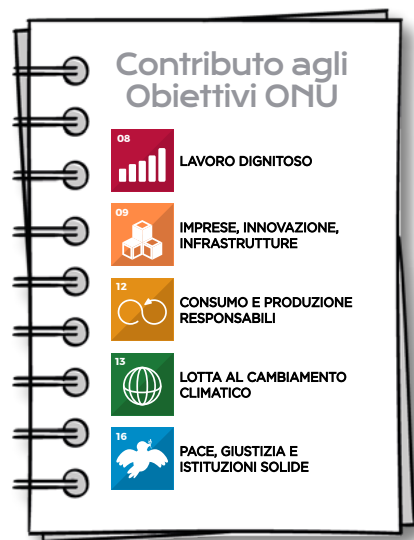 Contributo agli
Obiettivi ONU
08
LAVORO DIGNITOSO
09
IMPRESE, INNOVAZIONE,
INFRASTRUTTURE
12
CONSUMO E PRODUZIONE
RESPONSABILI
13
LOTTA AL CAMBIAMENTO
CLIMATICO
16
PACE, GIUSTIZIA E
ISTITUZIONI SOLIDE